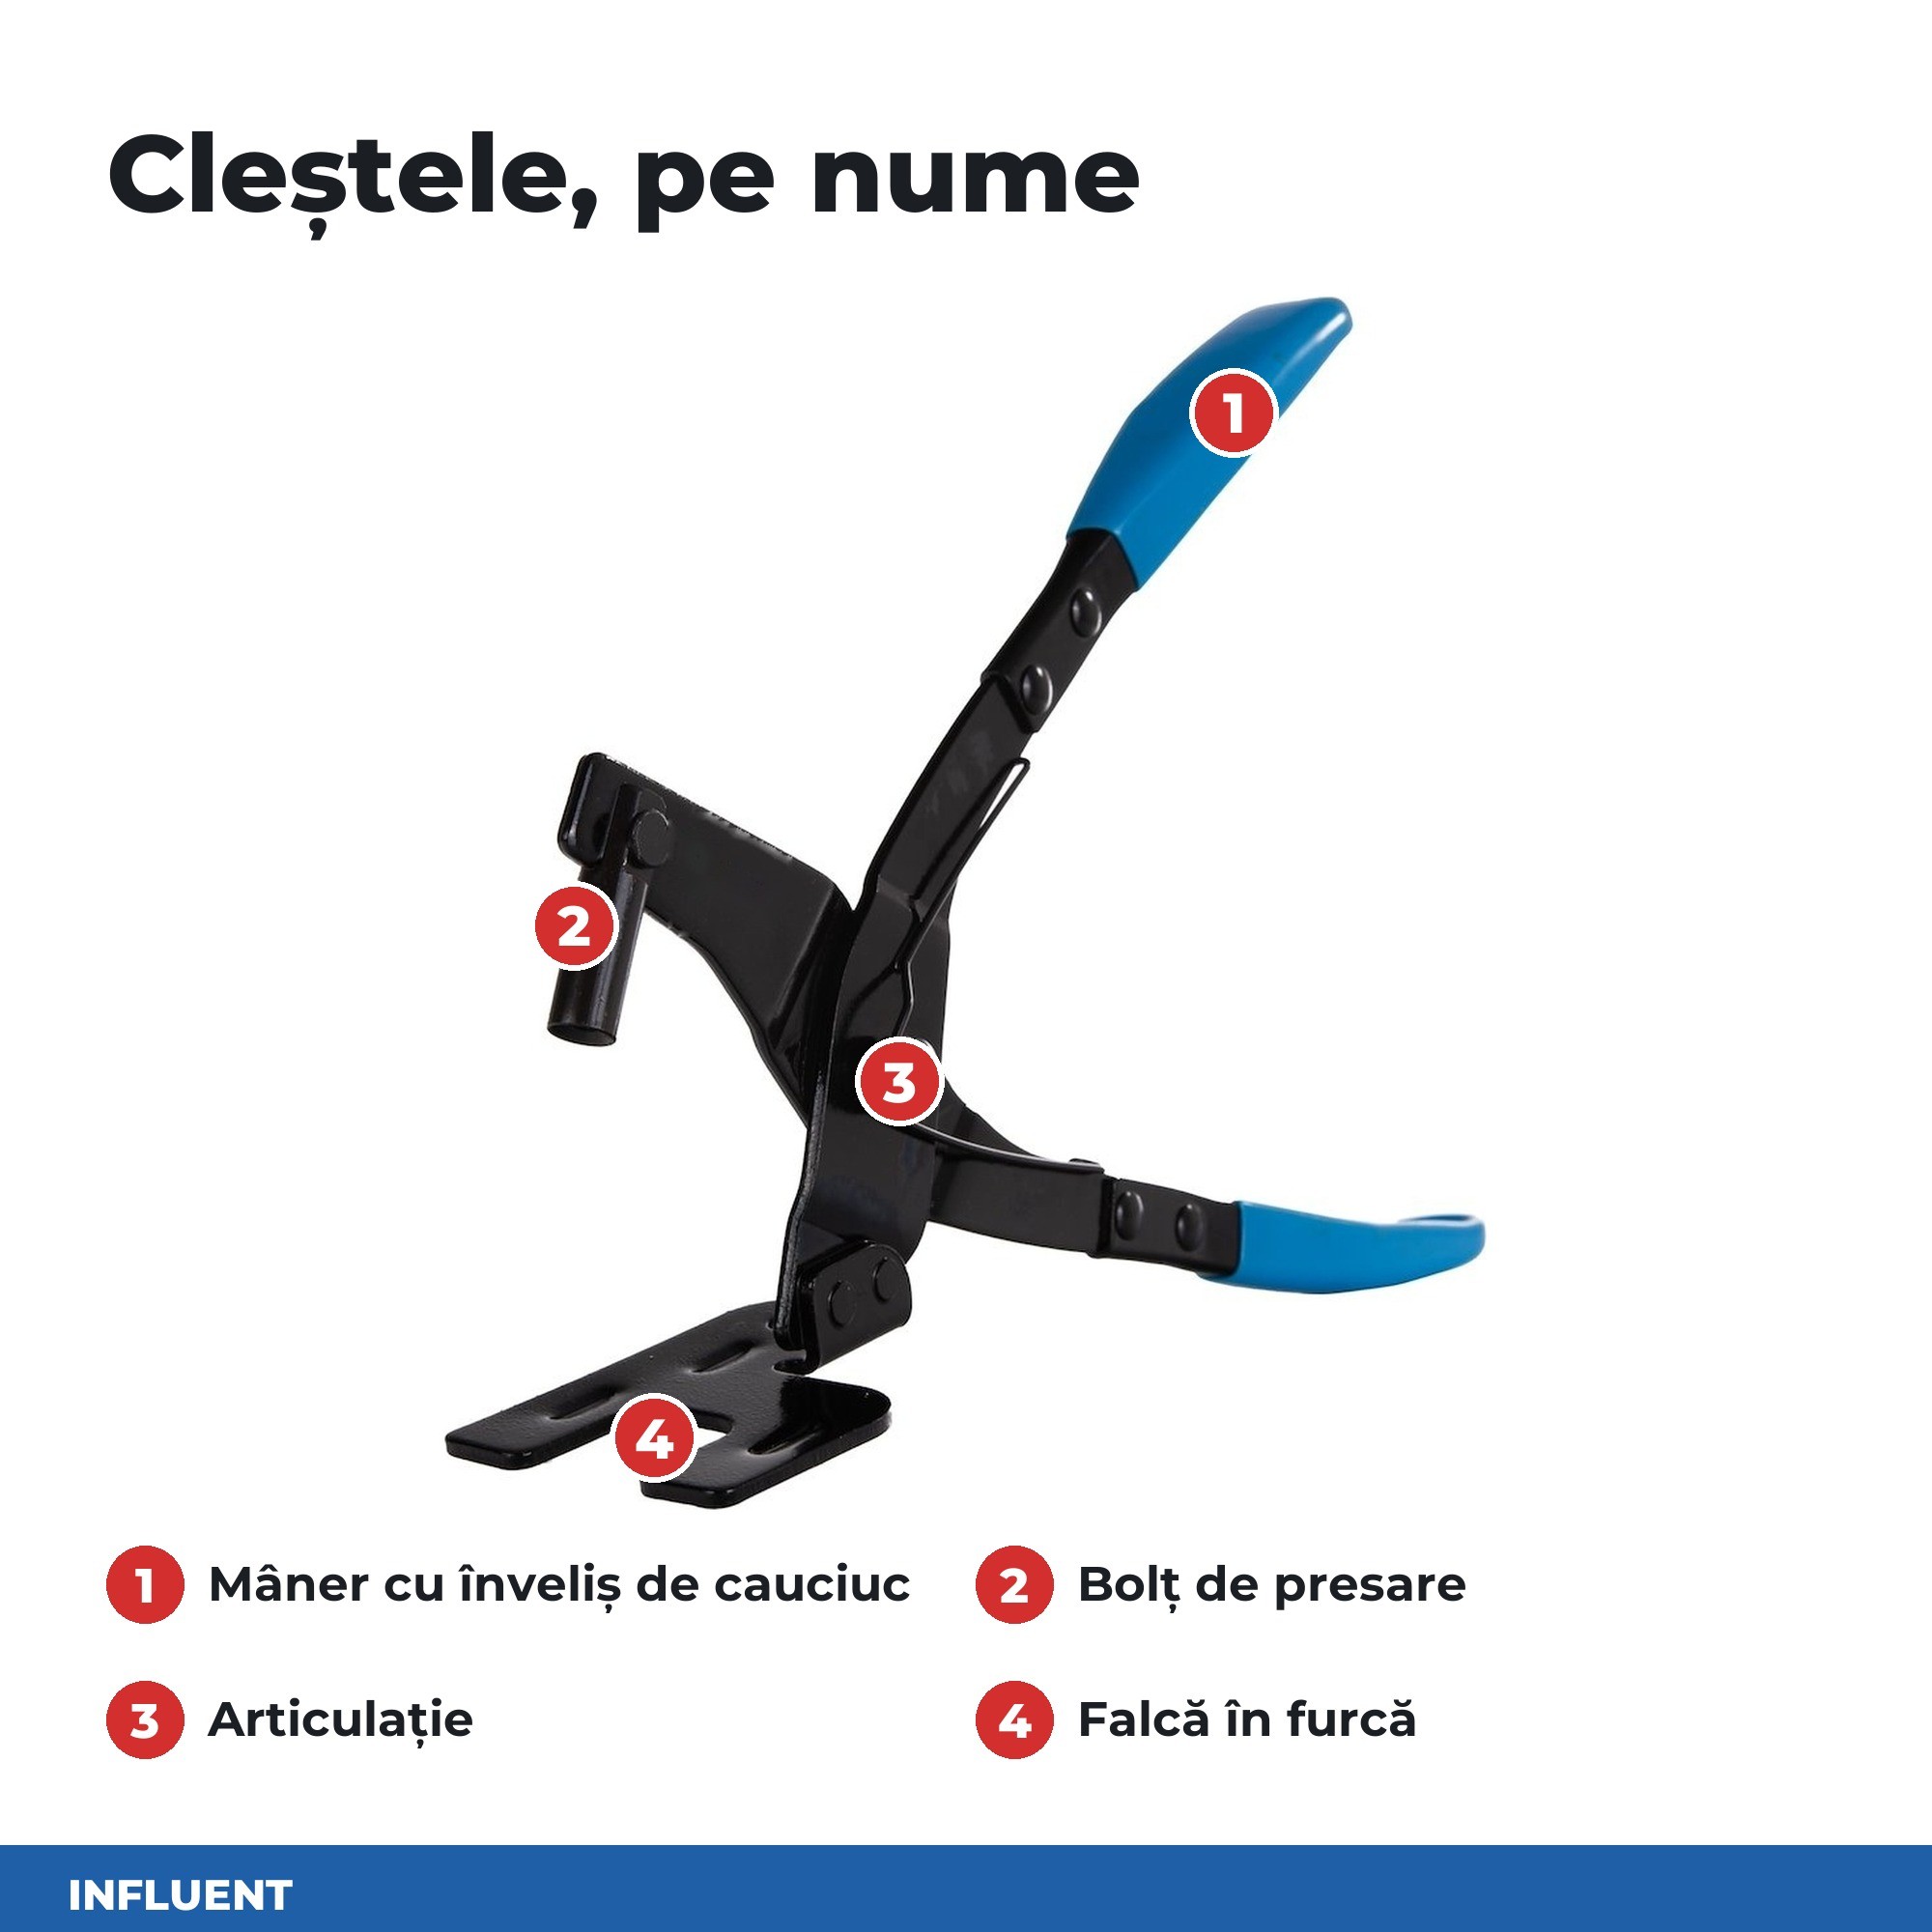 Cleștele, pe nume
1
2
3
4
1 Mâner cu înveliș de cauciuc
2 Bolț de presare
3 Articulație
4 Falcă în furcă
INFLUENT